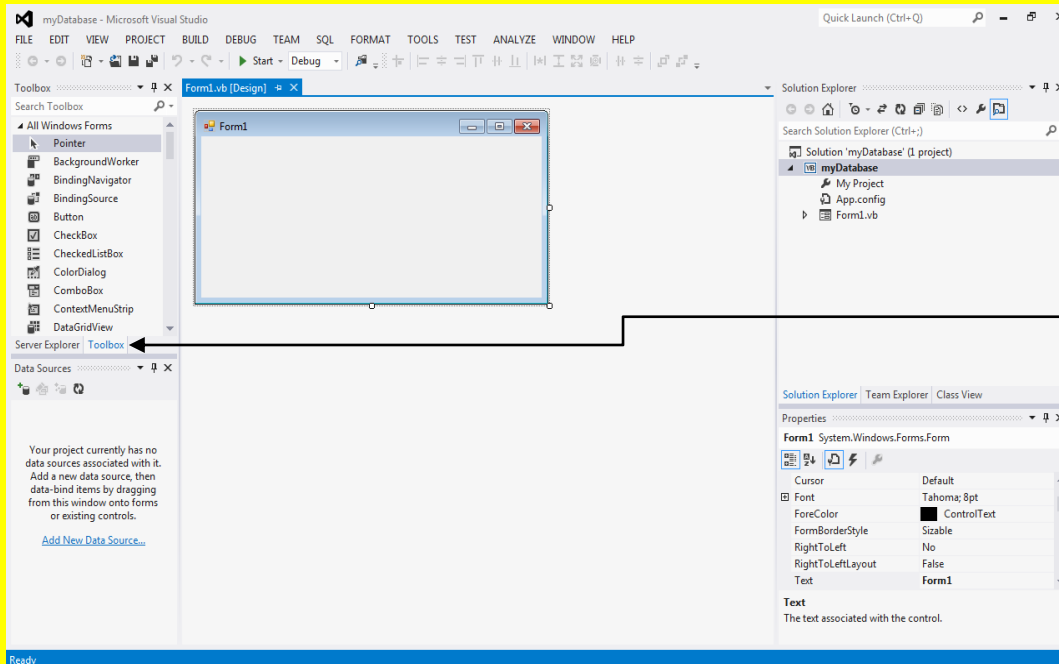 myDatabase - Microsoft Visual Studio
Quick Launch (Ctrl+Q)
FILE EDIT VIEW PROJECT BUILD DEBUG TEAM SQL FORMAT TOOLS TEST ANALYZE WINDOW HELP
Start Debug
Toolbox
Search Toolbox
All Windows Forms
Pointer
BackgroundWorker
BindingNavigator
BindingSource
Button
CheckBox
CheckedListBox
ColorDialog
ComboBox
ContextMenuStrip
DataGridView
Server Explorer Toolbox
Data Sources
Your project currently has no
data sources associated with it.
Add a new data source, then
data-bind items by dragging
from this window onto forms
or existing controls.
Add New Data Source...
Form1.vb [Design]
Form1
Solution Explorer
Search Solution Explorer (Ctrl+;)
Solution 'myDatabase' (1 project)
VB myDatabase
My Project
App.config
Form1.vb
Solution Explorer Team Explorer Class View
Properties
Form1 System.Windows.Forms.Form
Cursor Default
Font Tahoma; 8pt
ForeColor ControlText
FormBorderStyle Sizable
RightToLeft No
RightToLeftLayout False
Text Form1
Text
The text associated with the control.
Ready